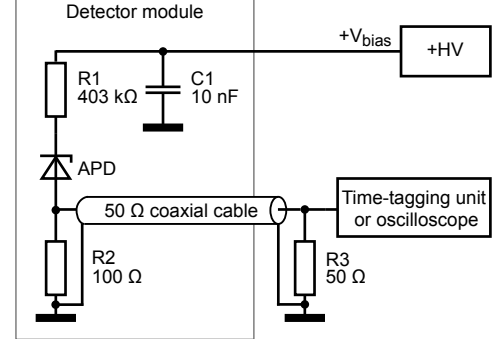 Detector module
+Vbias
+HV
R1
403 kΩ
C1
10 nF
APD
50 Ω coaxial cable
Time-tagging unit
or oscilloscope
R2
100 Ω
R3
50 Ω